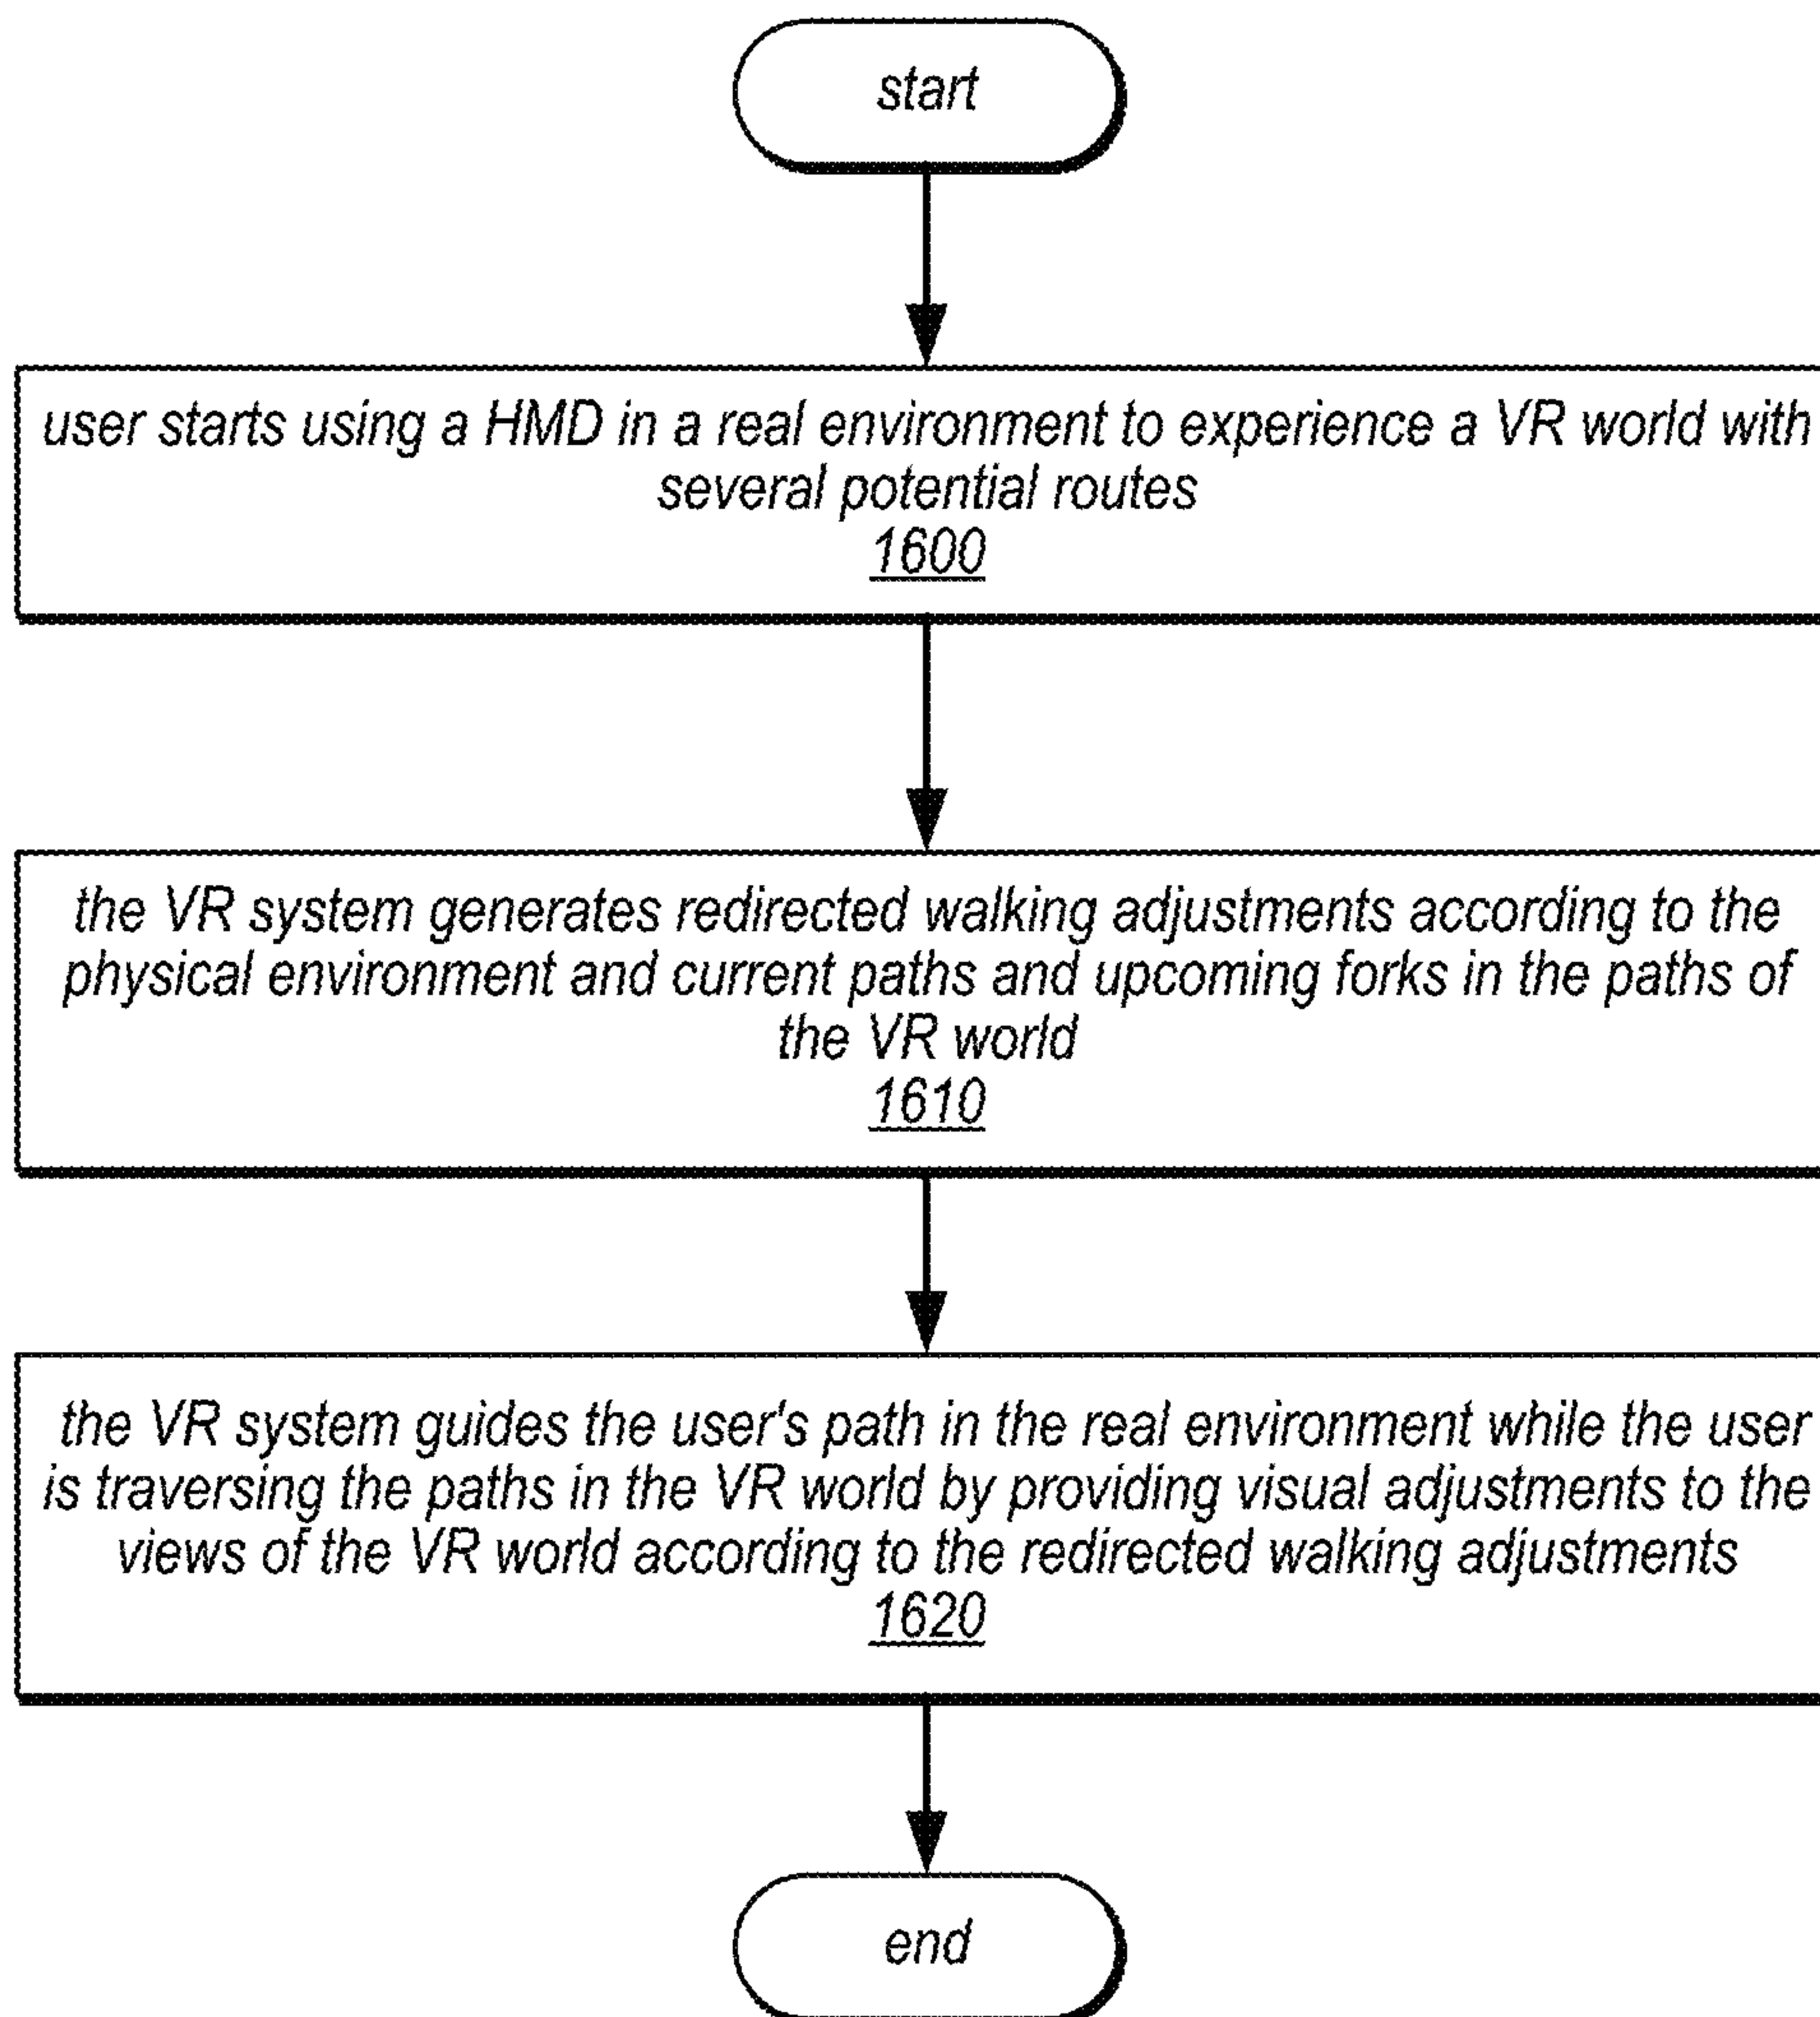 start
user starts using a HMD in a real environment to experience a VR world with
several potential routes
1600
the VR system generates redirected walking adjustments according to the
physical environment and current paths and upcoming forks in the paths of
the VR world
1610
the VR system guides the user's path in the real environment while the user
is traversing the paths in the VR world by providing visual adjustments to the
views of the VR world according to the redirected walking adjustments
1620
end